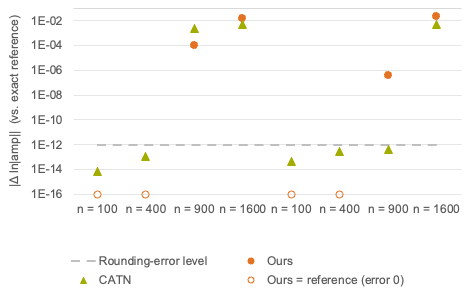 |Δ ln|amp|| (vs. exact reference)
1E-02
1E-04
1E-06
1E-08
1E-10
1E-12
1E-14
1E-16
n = 100 n = 400 n = 900 n = 1600 n = 100 n = 400 n = 900 n = 1600
Rounding-error level Ours
CATN Ours = reference (error 0)